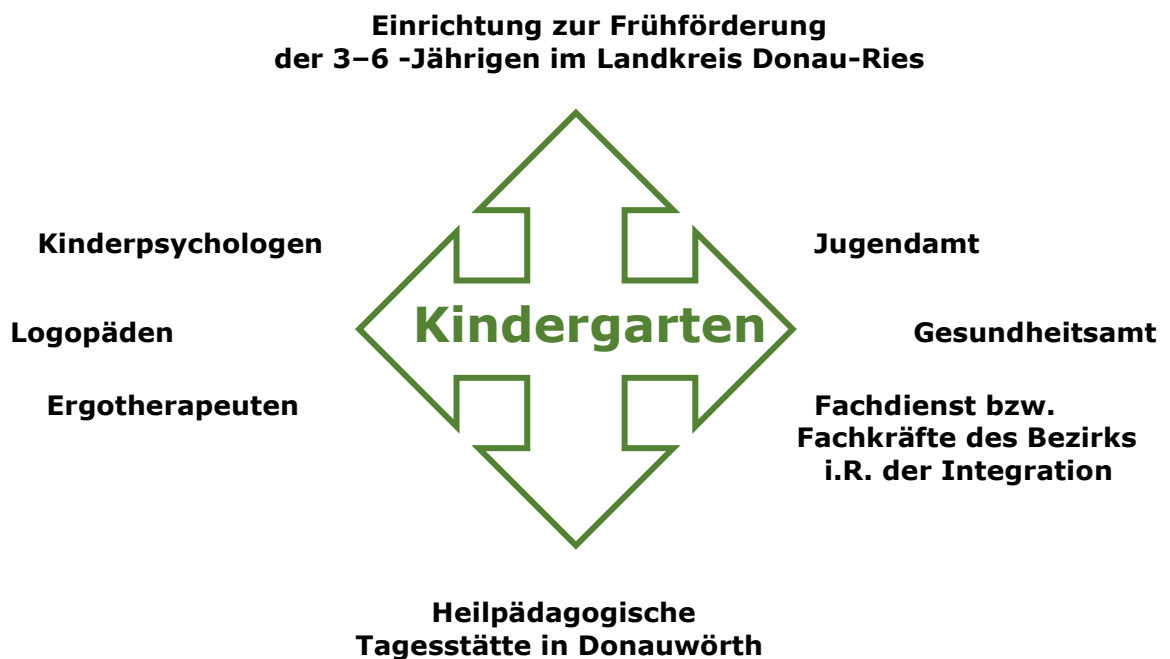 Einrichtung zur Frühförderung
der 3–6 -Jährigen im Landkreis Donau-Ries
Kinderpsychologen
Jugendamt
Logopäden
Kindergarten
Gesundheitsamt
Ergotherapeuten
Fachdienst bzw.
Fachkräfte des Bezirks
i.R. der Integration
Heilpädagogische
Tagesstätte in Donauwörth